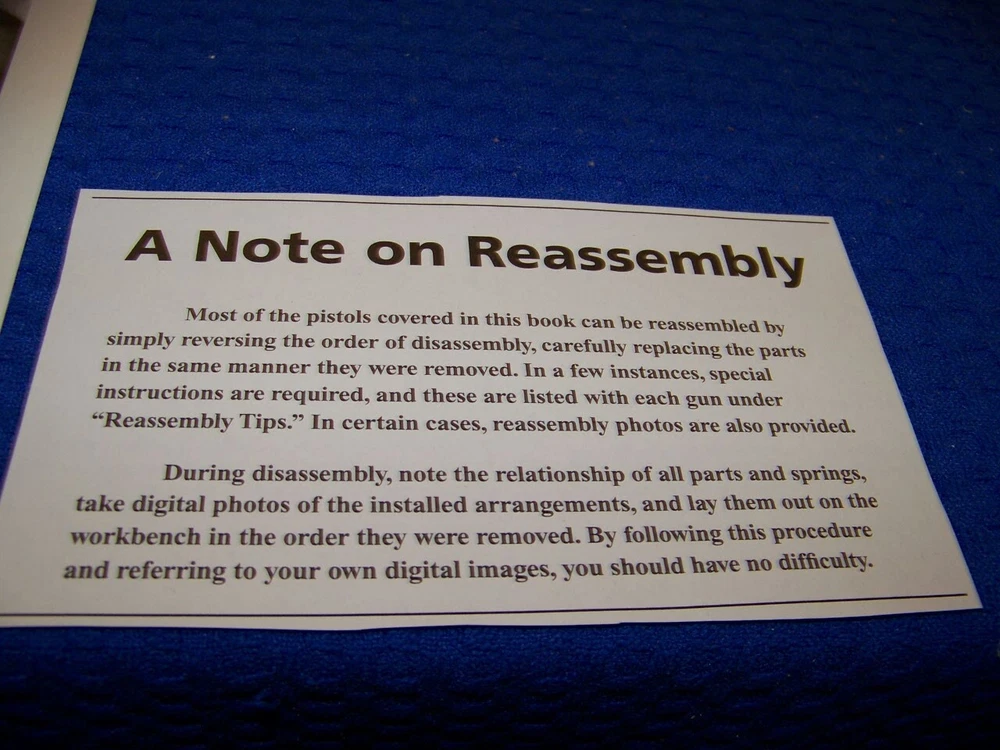 A Note on Reassembly
Most of the pistols covered in this book can be reassembled by
simply reversing the order of disassembly, carefully replacing the parts
in the same manner they were removed. In a few instances, special
instructions are required, and these are listed with each gun under
“Reassembly Tips.” In certain cases, reassembly photos are also provided.
During disassembly, note the relationship of all parts and springs,
take digital photos of the installed arrangements, and lay them out on the
workbench in the order they were removed. By following this procedure
and referring to your own digital images, you should have no difficulty.